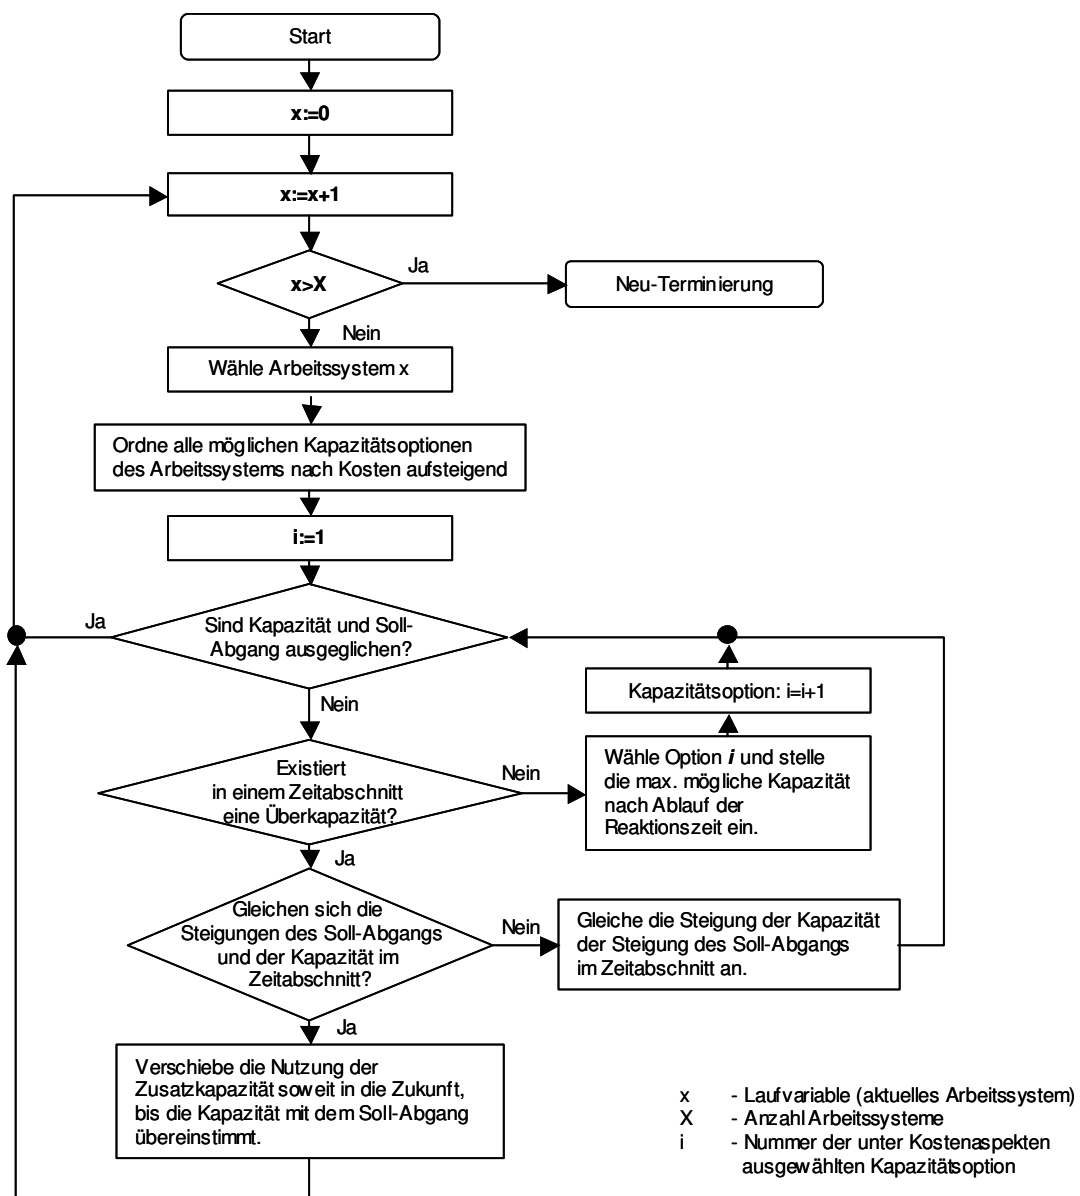 Start
x:=0
x:=x+1
x>X
Ja
Neu-Terminierung
Nein
Wähle Arbeitssystem x
Ordne alle möglichen Kapazitätsoptionen
des Arbeitssystems nach Kosten aufsteigend
i:=1
Ja
Sind Kapazität und Soll-
Abgang ausgeglichen?
Nein
Kapazitätsoption: i=i+1
Existiert
in einem Zeitabschnitt
eine Überkapazität?
Nein
Wähle Option i und stelle
die max. mögliche Kapazität
nach Ablauf der
Reaktionszeit ein.
Ja
Gleichen sich die
Steigungen des Soll-Abgangs
und der Kapazität im
Zeitabschnitt?
Nein
Gleiche die Steigung der Kapazität
der Steigung des Soll-Abgangs
im Zeitabschnitt an.
Ja
Verschiebe die Nutzung der
Zusatzkapazität soweit in die Zukunft,
bis die Kapazität mit dem Soll-Abgang
übereinstimmt.
x - Laufvariable (aktuelles Arbeitssystem)
X - Anzahl Arbeitssysteme
i - Nummer der unter Kostenaspekten
ausgewählten Kapazitätsoption